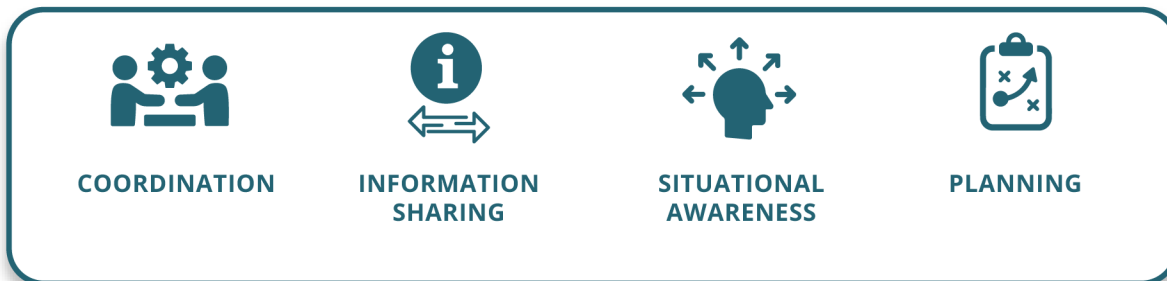 COORDINATION
INFORMATION
SHARING
SITUATIONAL
AWARENESS
PLANNING